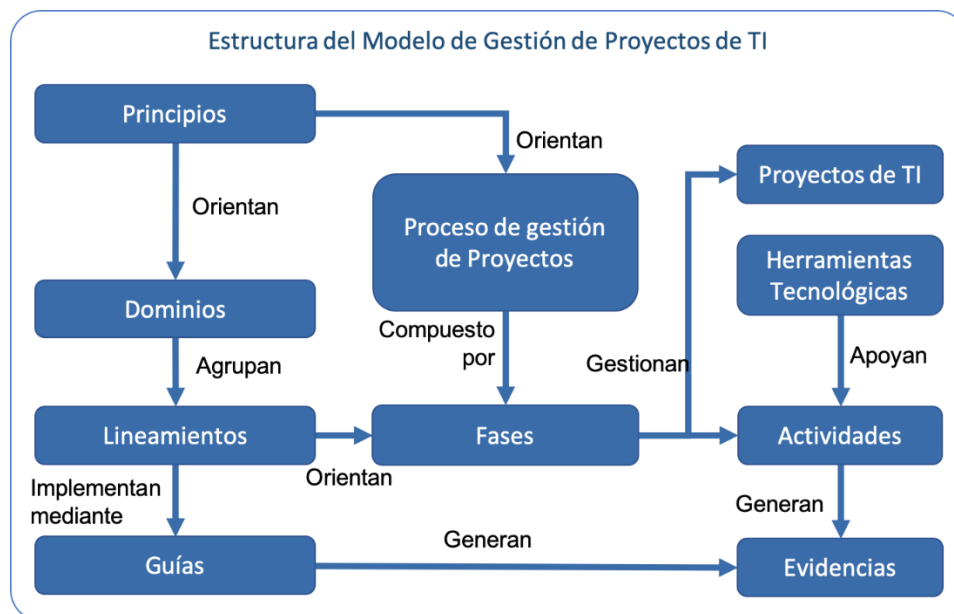 Estructura del Modelo de Gestión de Proyectos de TI
Principios
Orientan
Proyectos de TI
Orientan
Proceso de gestión
de Proyectos
Herramientas
Tecnológicas
Dominios
Compuesto
por
Agrupan
Gestionan
Apoyan
Lineamientos
Fases
Actividades
Orientan
Implementan
mediante
Generan
Generan
Guías
Evidencias